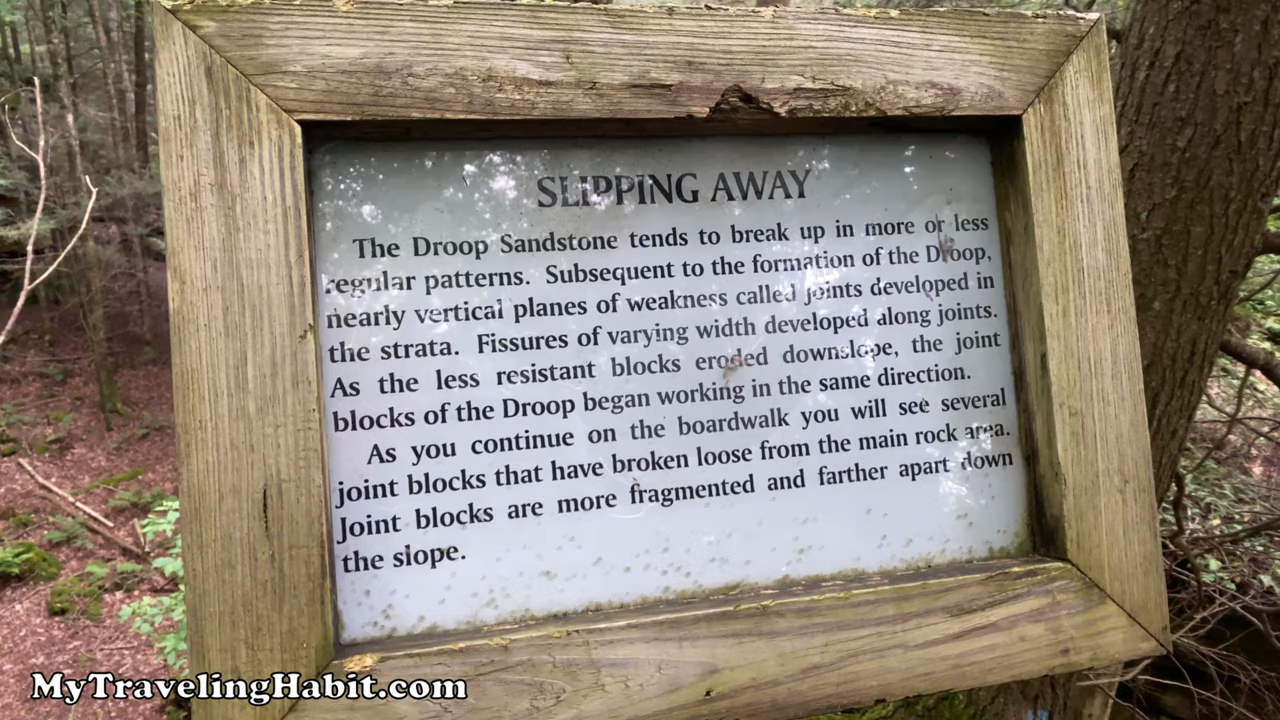 SLIPPING AWAY
The Droop Sandstone tends to break up in more or less
regular patterns. Subsequent to the formation of the Droop,
nearly vertical planes of weakness called joints developed in
the strata. Fissures of varying width developed along joints.
As the less resistant blocks eroded downslope, the joint
blocks of the Droop began working in the same direction.
As you continue on the boardwalk you will see several
joint blocks that have broken loose from the main rock area.
Joint blocks are more fragmented and farther apart down
the slope.
MyTravelingHabit.com